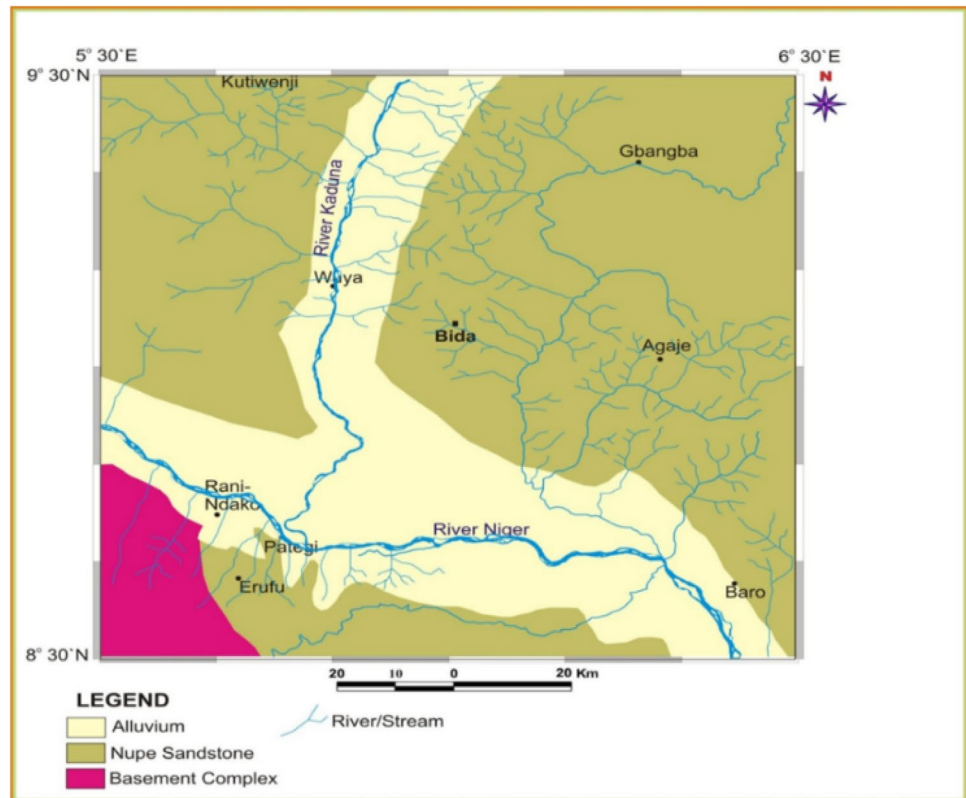 5° 30`E
6° 30`E
N
9° 30`N
Kutiwenji
Gbangba
River Kaduna
Wuya
Bida
Agaje
Rani-
Ndako
River Niger
Pategi
Erufu
Baro
8° 30`N
20 10 0 20 Km
LEGEND
Alluvium
River/Stream
Nupe Sandstone
Basement Complex